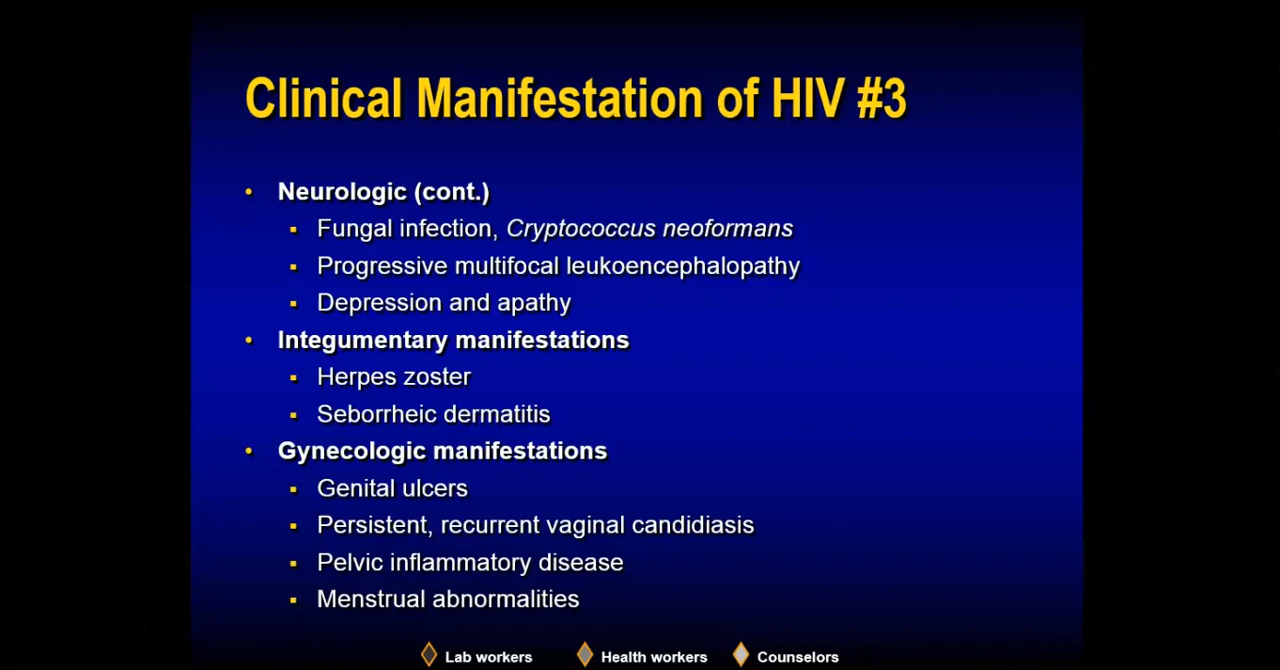 Clinical Manifestation of HIV #3
• Neurologic (cont.)
▪ Fungal infection, Cryptococcus neoformans
▪ Progressive multifocal leukoencephalopathy
▪ Depression and apathy
• Integumentary manifestations
▪ Herpes zoster
▪ Seborrheic dermatitis
• Gynecologic manifestations
▪ Genital ulcers
▪ Persistent, recurrent vaginal candidiasis
▪ Pelvic inflammatory disease
▪ Menstrual abnormalities
Lab workers Health workers Counselors